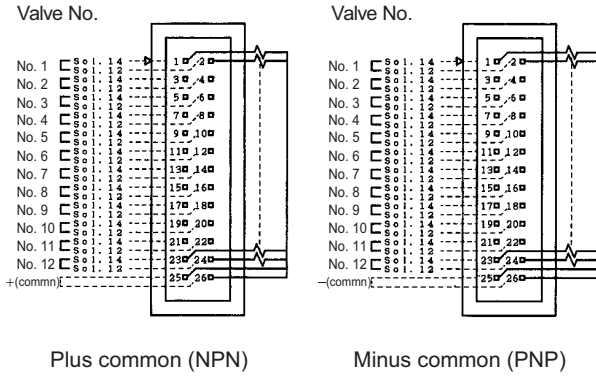 Valve No.
No. 1 Sol.14 1 2
Sol.12
No. 2 Sol.14 3 4
Sol.12
No. 3 Sol.14 5 6
Sol.12
No. 4 Sol.14 7 8
Sol.12
No. 5 Sol.14 9 10
Sol.12
No. 6 Sol.14 11 12
Sol.12
No. 7 Sol.14 13 14
Sol.12
No. 8 Sol.14 15 16
Sol.12
No. 9 Sol.14 17 18
Sol.12
No. 10 Sol.14 19 20
Sol.12
No. 11 Sol.14 21 22
Sol.12
No. 12 Sol.14 23 24
Sol.12
+(commn) 25 26
Plus common (NPN)
Valve No.
No. 1 Sol.14 1 2
Sol.12
No. 2 Sol.14 3 4
Sol.12
No. 3 Sol.14 5 6
Sol.12
No. 4 Sol.14 7 8
Sol.12
No. 5 Sol.14 9 10
Sol.12
No. 6 Sol.14 11 12
Sol.12
No. 7 Sol.14 13 14
Sol.12
No. 8 Sol.14 15 16
Sol.12
No. 9 Sol.14 17 18
Sol.12
No. 10 Sol.14 19 20
Sol.12
No. 11 Sol.14 21 22
Sol.12
No. 12 Sol.14 23 24
Sol.12
–(commn) 25 26
Minus common (PNP)